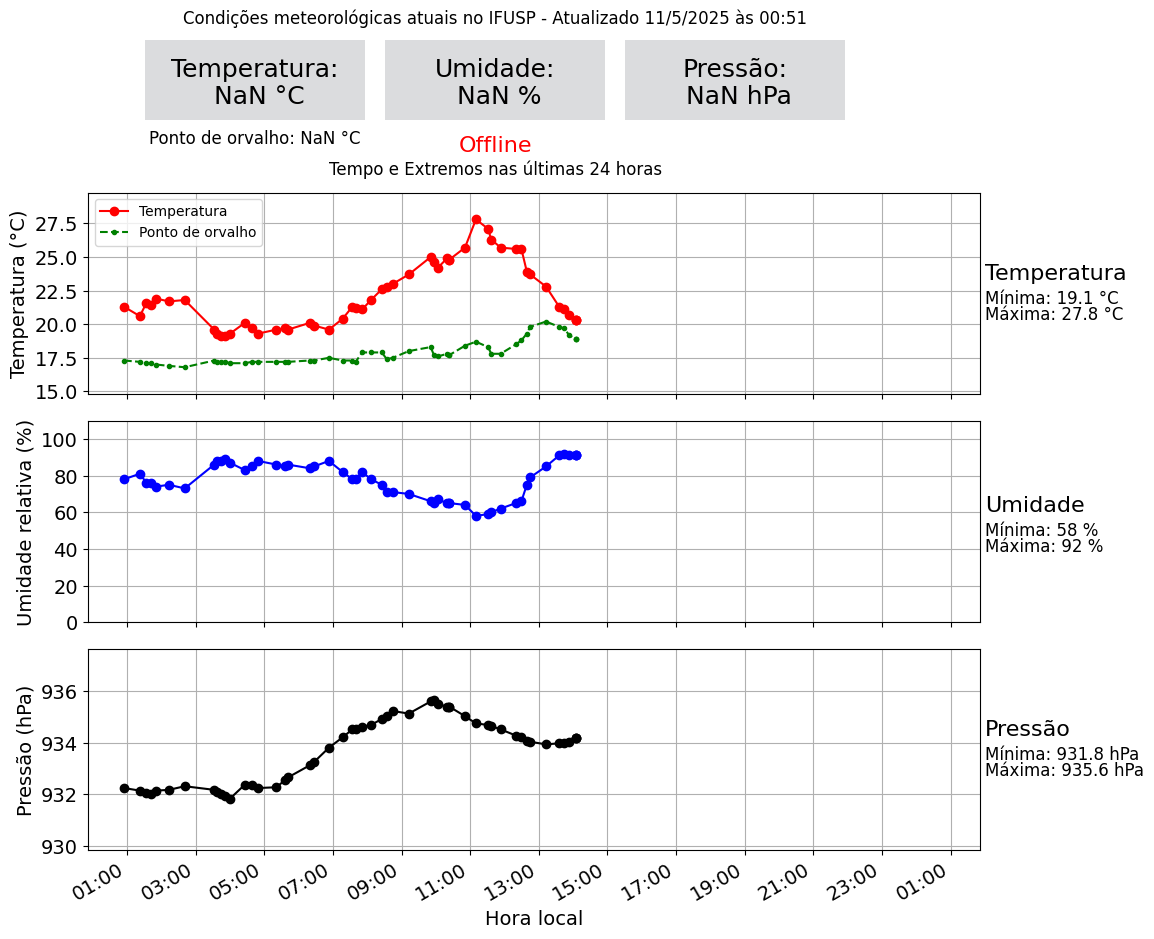 Condições meteorológicas atuais no IFUSP - Atualizado 11/5/2025 às 00:51
Temperatura:
NaN °C
Umidade:
NaN %
Pressão:
NaN hPa
Ponto de orvalho: NaN °C
Offline
Tempo e Extremos nas últimas 24 horas
Temperatura (°C)
27.5
25.0
22.5
20.0
17.5
15.0
Temperatura
Ponto de orvalho
Temperatura
Mínima: 19.1 °C
Máxima: 27.8 °C
Umidade relativa (%)
100
80
60
40
20
0
Umidade
Mínima: 58 %
Máxima: 92 %
Pressão (hPa)
936
934
932
930
Pressão
Mínima: 931.8 hPa
Máxima: 935.6 hPa
01:00 03:00 05:00 07:00 09:00 11:00 13:00 15:00 17:00 19:00 21:00 23:00 01:00
Hora local